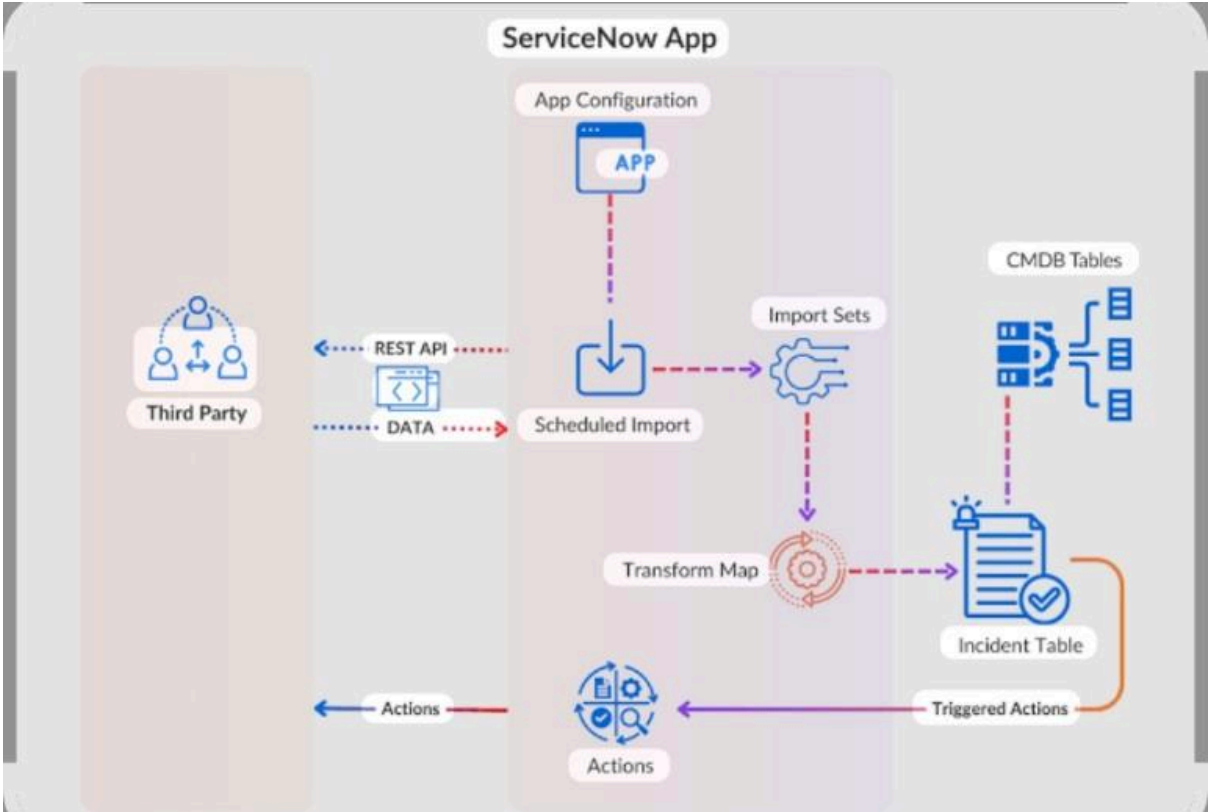 ServiceNow App
App Configuration
APP
CMDB Tables
Import Sets
REST API
Third Party
DATA
Scheduled Import
Transform Map
Incident Table
Actions
Triggered Actions
Actions